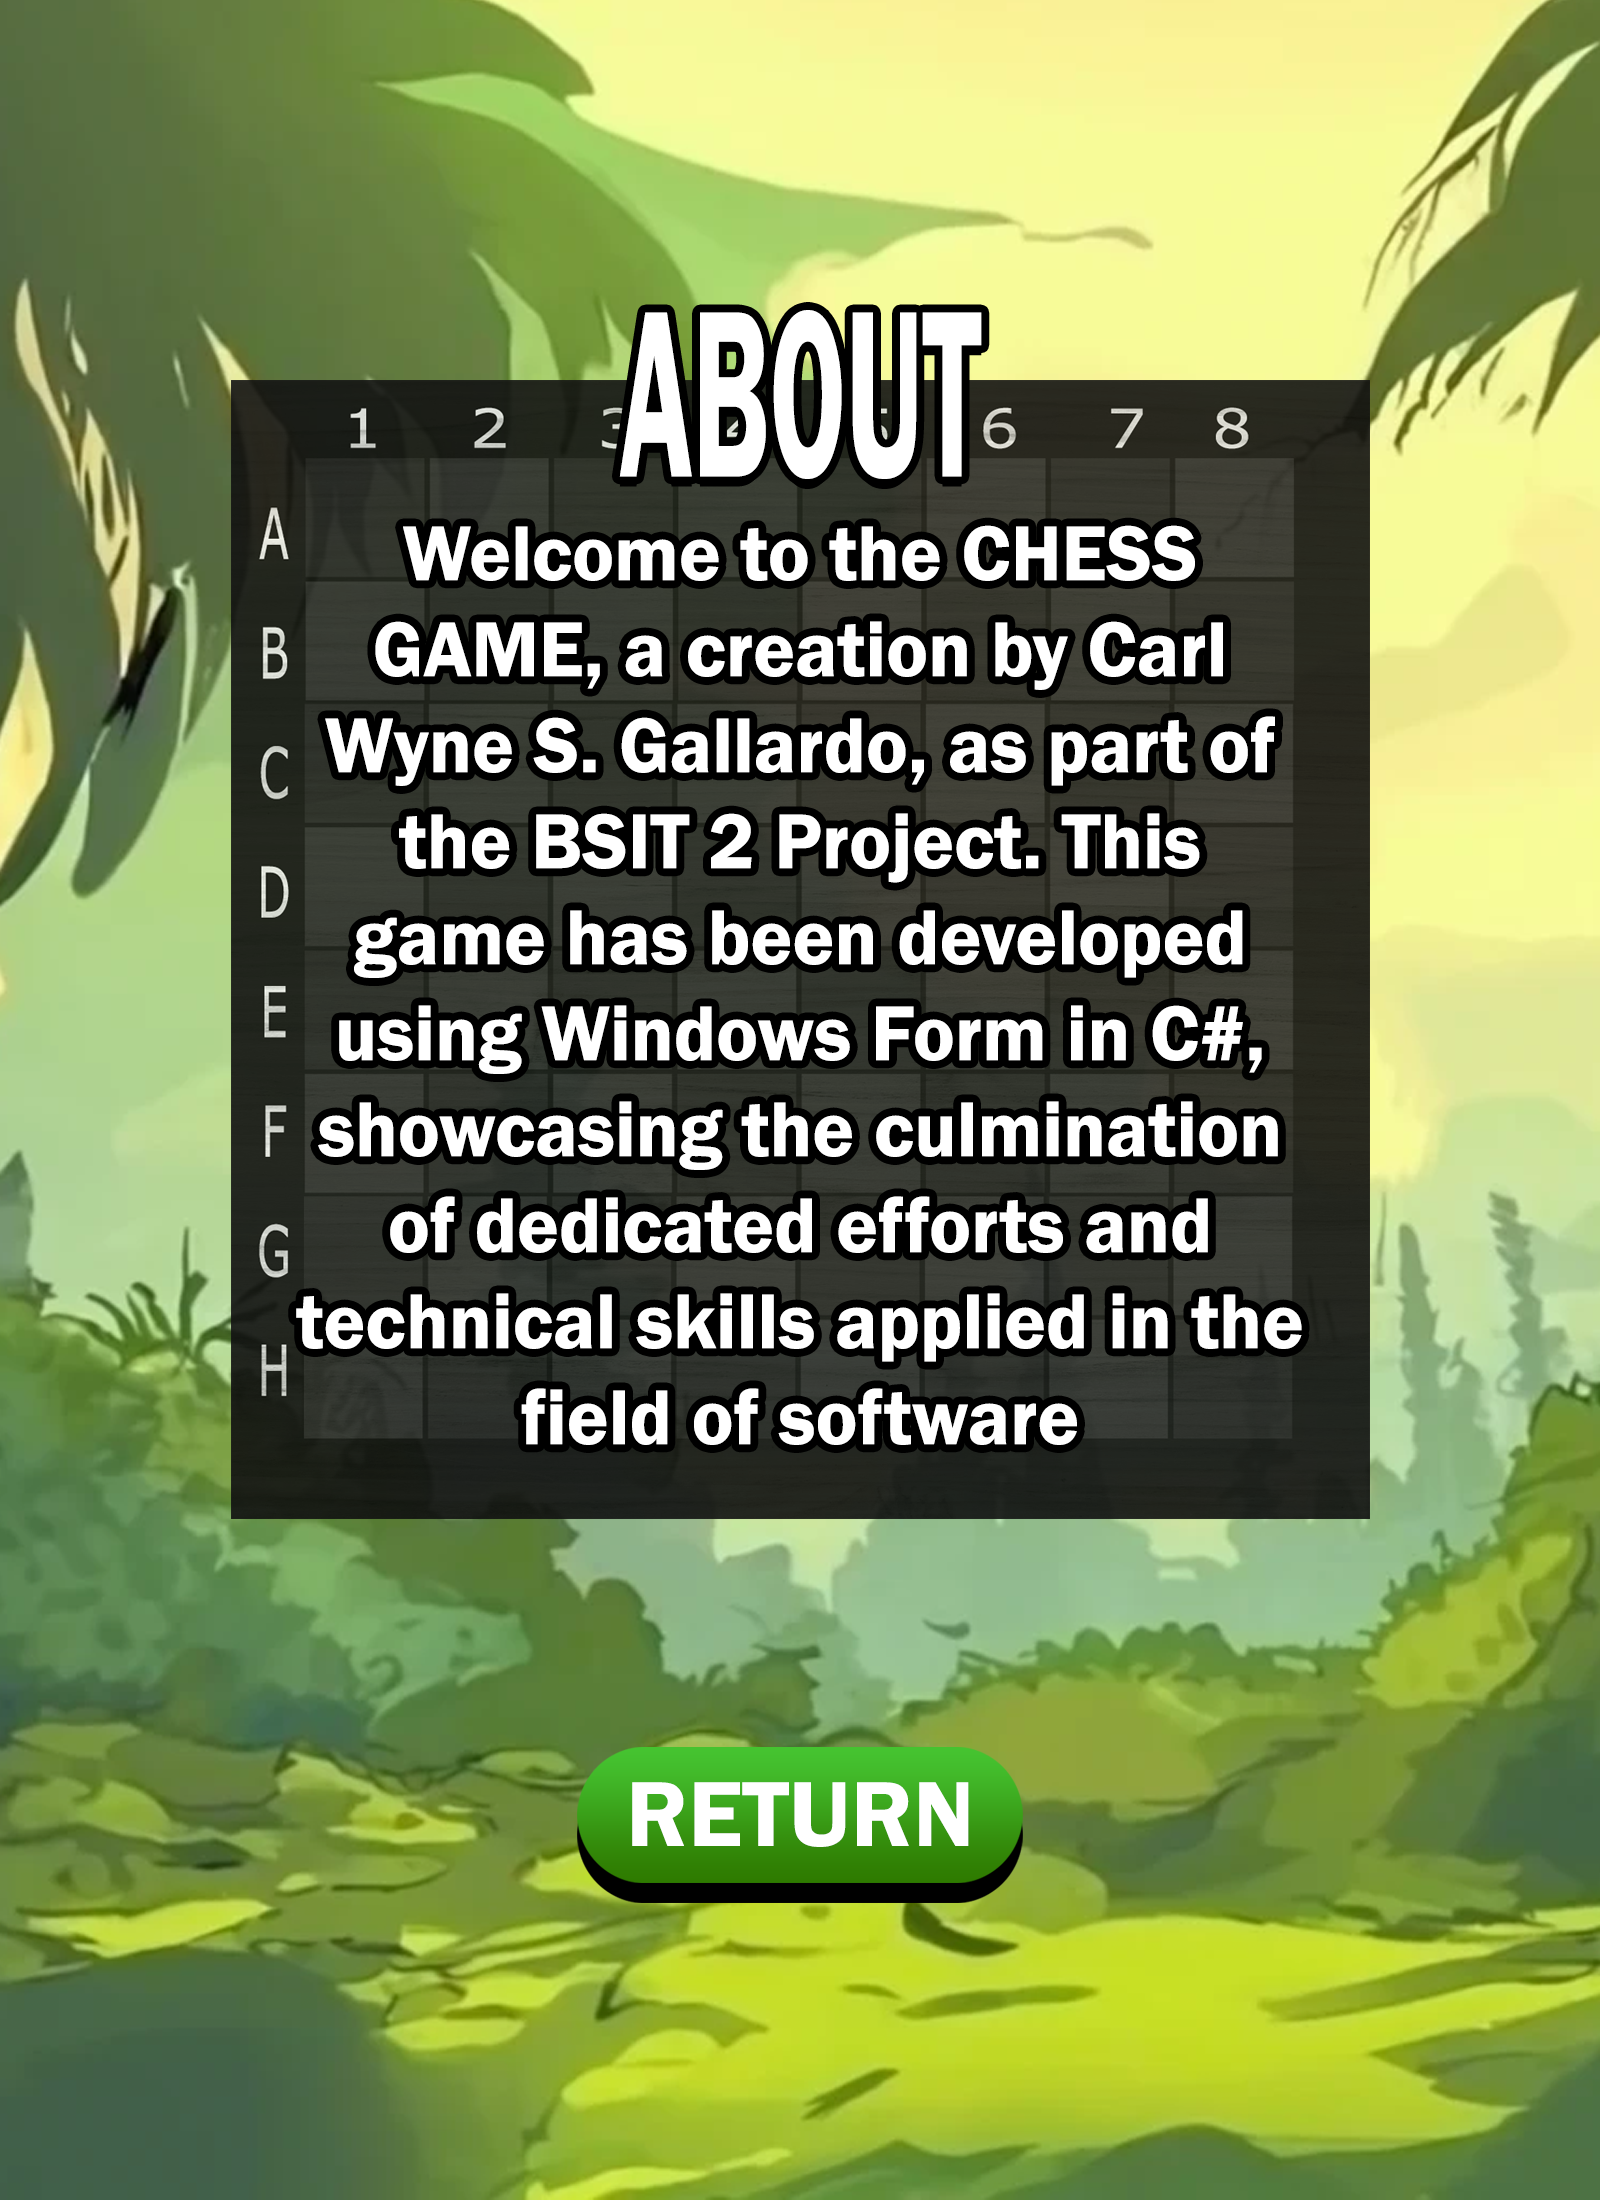 ABOUT
1 2 3 4 5 6 7 8
A
Welcome to the CHESS
B
GAME, a creation by Carl
C
Wyne S. Gallardo, as part of
D
the BSIT 2 Project. This
game has been developed
E
using Windows Form in C#,
F
showcasing the culmination
G
of dedicated efforts and
technical skills applied in the
H
field of software
RETURN